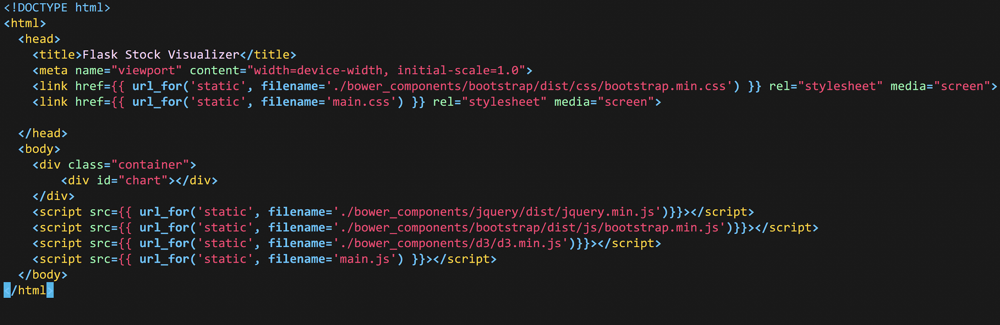 <!DOCTYPE html>
<html>
  <head>
    <title>Flask Stock Visualizer</title>
    <meta name="viewport" content="width=device-width, initial-scale=1.0">
    <link href={{ url_for('static', filename='./bower_components/bootstrap/dist/css/bootstrap.min.css') }} rel="stylesheet" media="screen">
    <link href={{ url_for('static', filename='main.css') }} rel="stylesheet" media="screen">

  </head>
  <body>
    <div class="container">
        <div id="chart"></div>
    </div>
    <script src={{ url_for('static', filename='./bower_components/jquery/dist/jquery.min.js')}}></script>
    <script src={{ url_for('static', filename='./bower_components/bootstrap/dist/js/bootstrap.min.js')}}></script>
    <script src={{ url_for('static', filename='./bower_components/d3/d3.min.js')}}></script>
    <script src={{ url_for('static', filename='main.js') }}></script>
  </body>
</html>